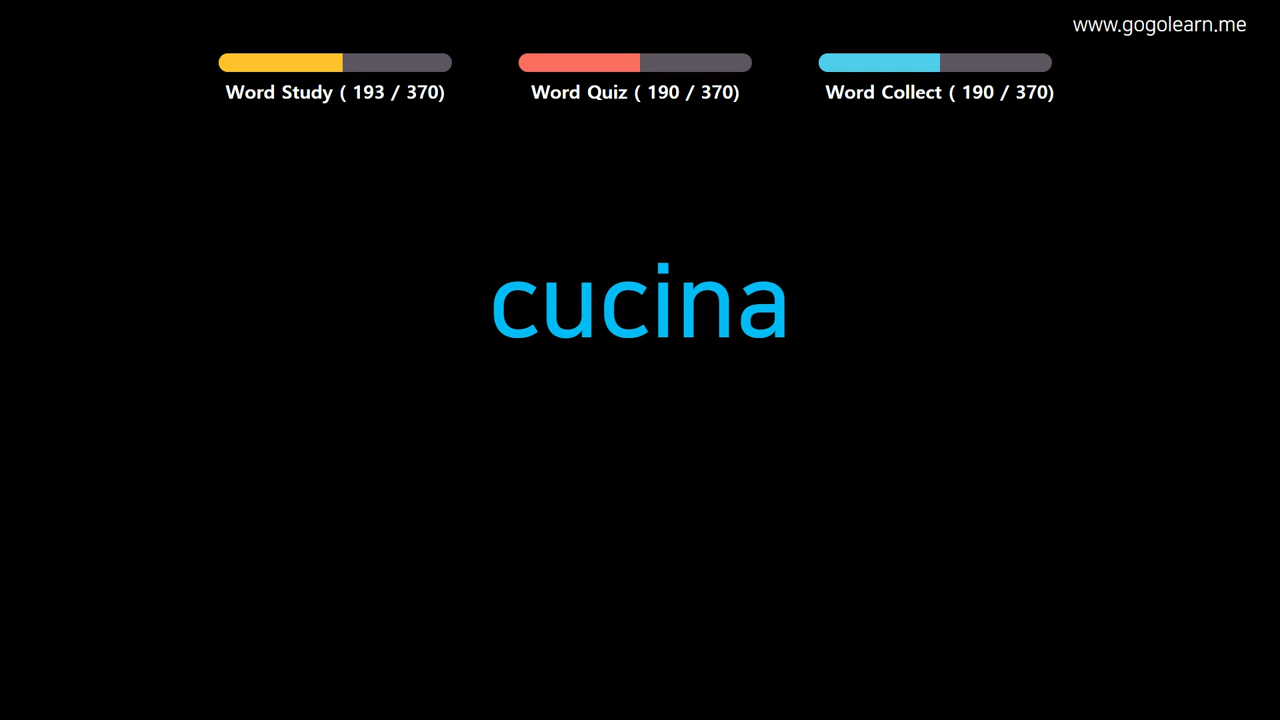 www.gogolearn.me
Word Study ( 193 / 370)
Word Quiz ( 190 / 370)
Word Collect ( 190 / 370)
cucina